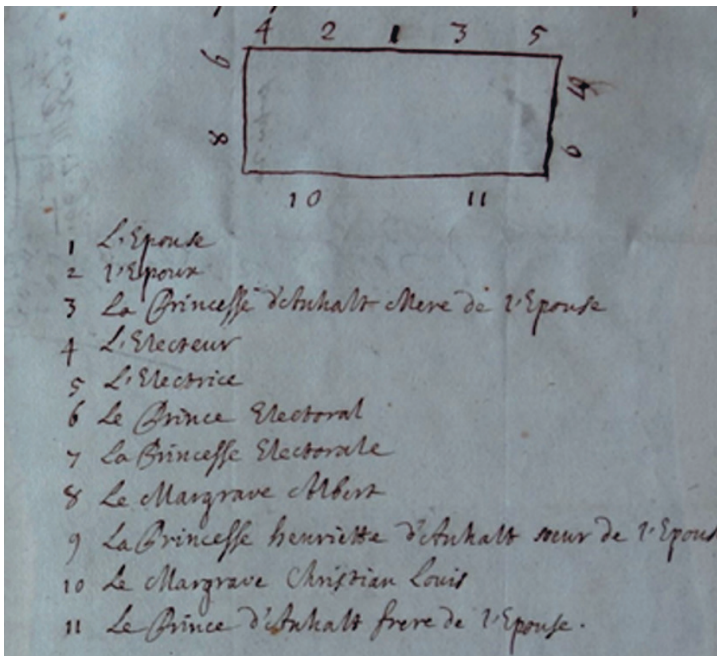 4 2 1 3 5
6 7
8 9
10 11
1 L'Epouse
2 l'Epoux
3 La Princesse d'Anhalt Mere de l'Epouse
4 L'Electeur
5 L'Electrice
6 Le Prince Electoral
7 La Princesse Electorale
8 Le Margrave Albert
9 La Princesse henriette d'Anhalt soeur de l'Epous
10 Le Margrave Christian Louis
11 Le Prince d'Anhalt frere de l'Epouse.